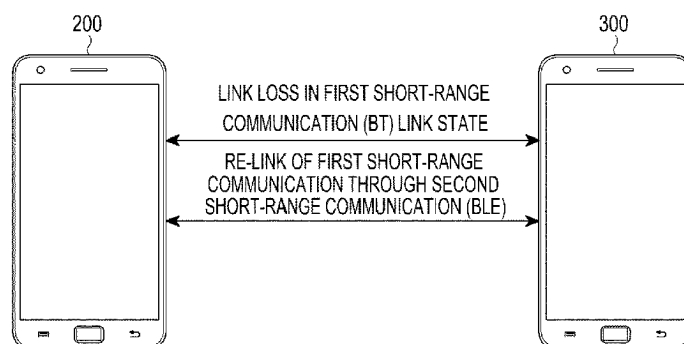 200
300
LINK LOSS IN FIRST SHORT-RANGE
COMMUNICATION (BT) LINK STATE
RE-LINK OF FIRST SHORT-RANGE
COMMUNICATION THROUGH SECOND
SHORT-RANGE COMMUNICATION (BLE)